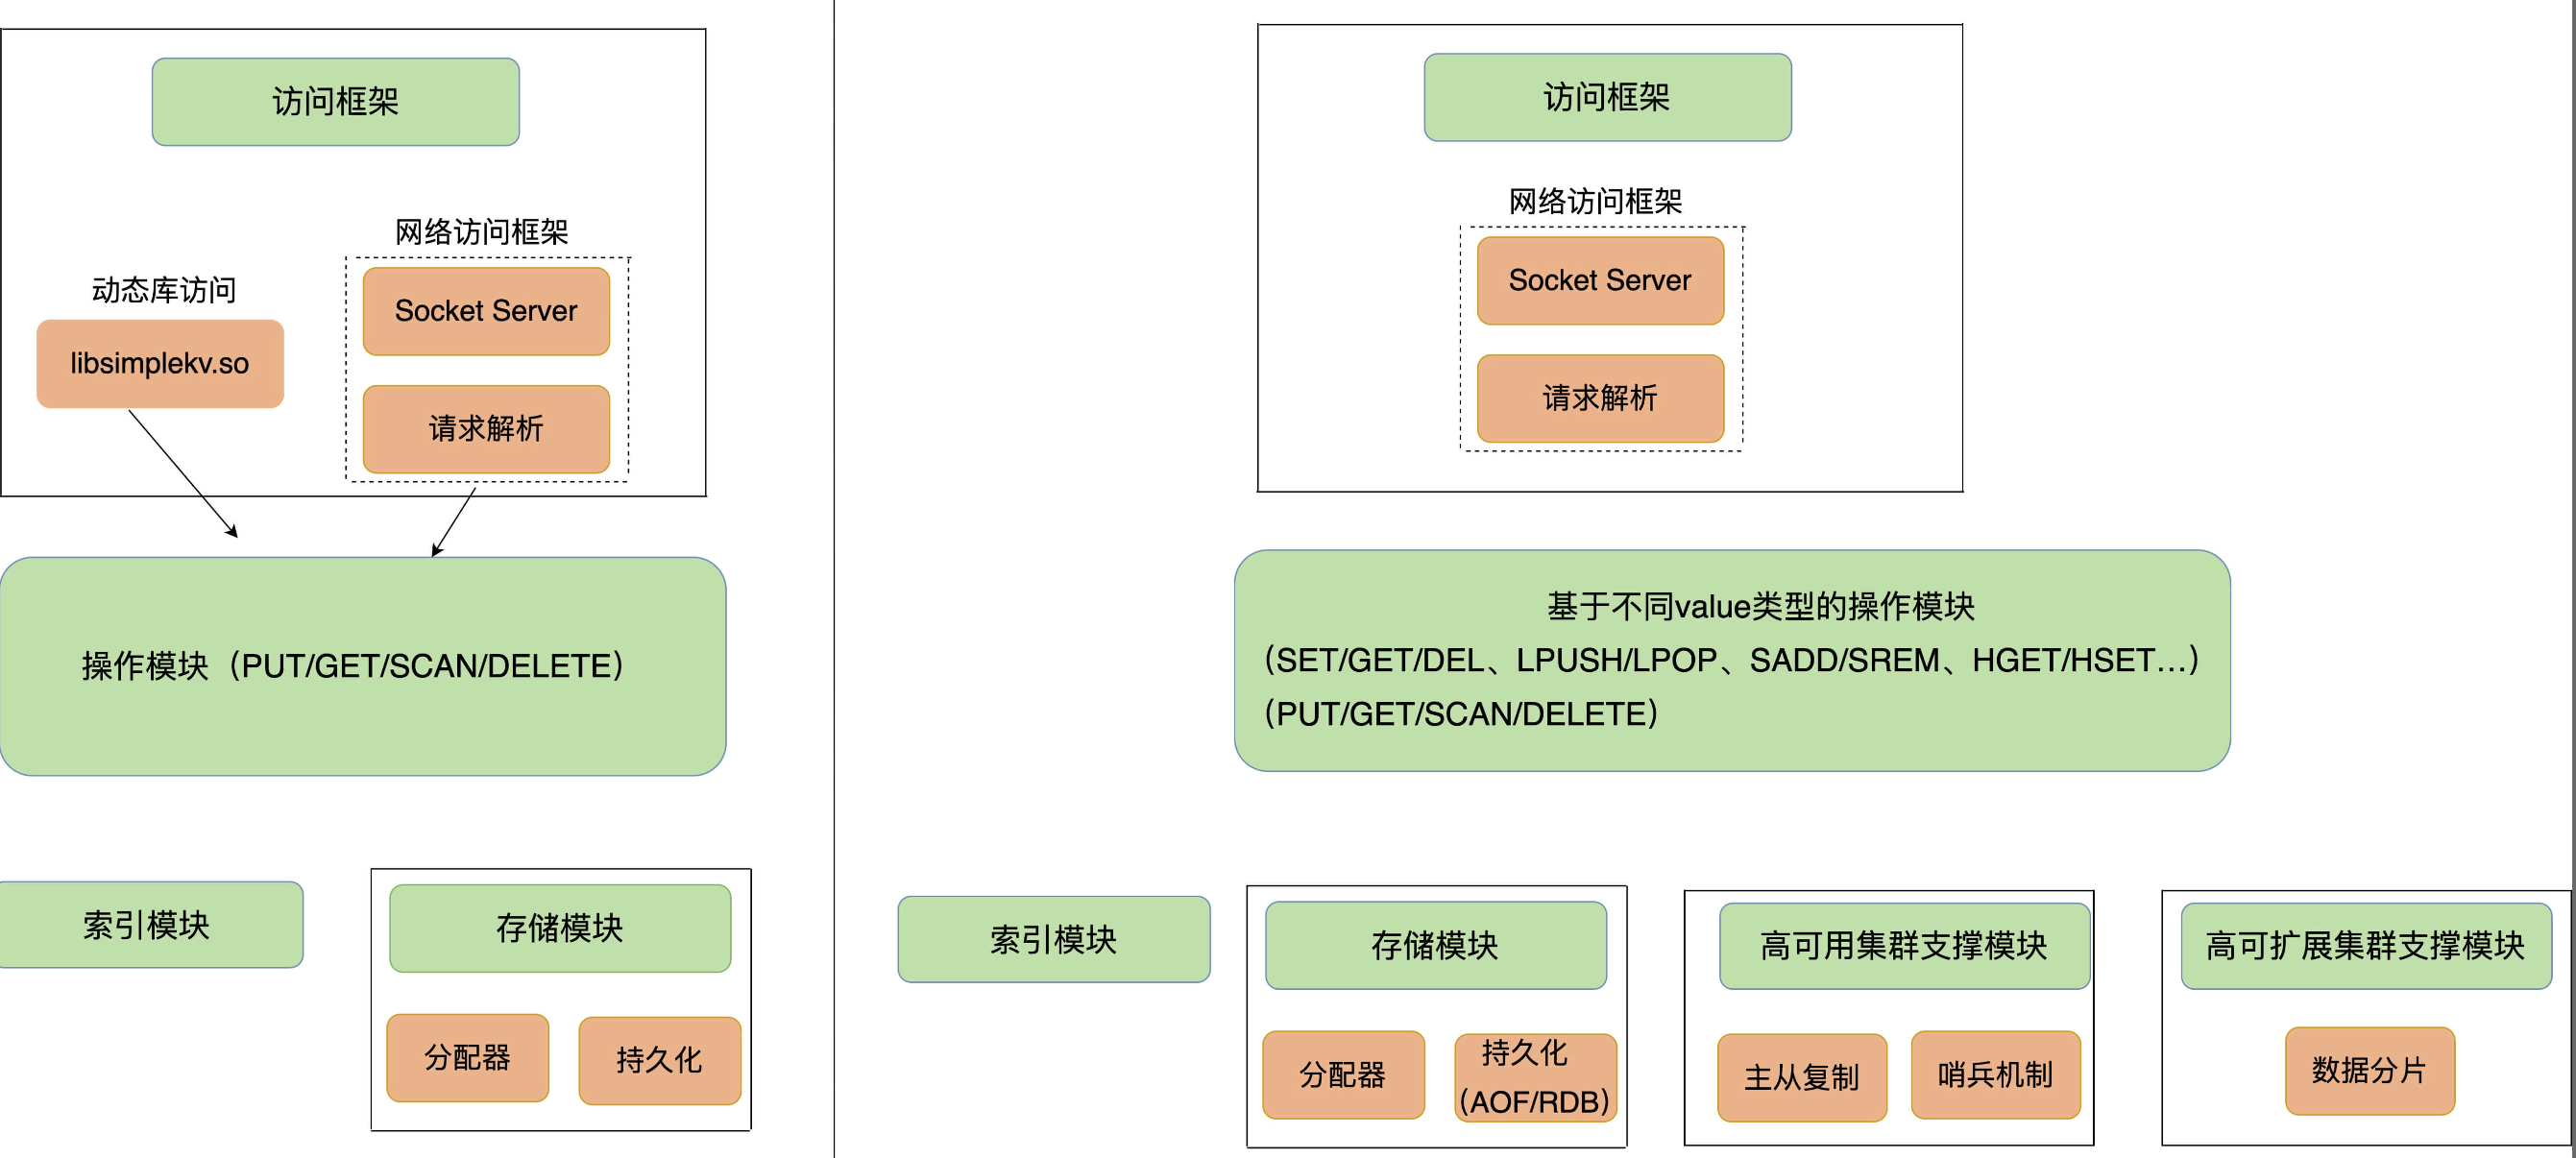 访问框架
网络访问框架
动态库访问
Socket Server
libsimplekv.so
请求解析
操作模块（PUT/GET/SCAN/DELETE）
索引模块
存储模块
分配器
持久化
访问框架
网络访问框架
Socket Server
请求解析
基于不同value类型的操作模块
（SET/GET/DEL、LPUSH/LPOP、SADD/SREM、HGET/HSET...）
（PUT/GET/SCAN/DELETE）
索引模块
存储模块
分配器
持久化
（AOF/RDB）
高可用集群支撑模块
主从复制
哨兵机制
高可扩展集群支撑模块
数据分片